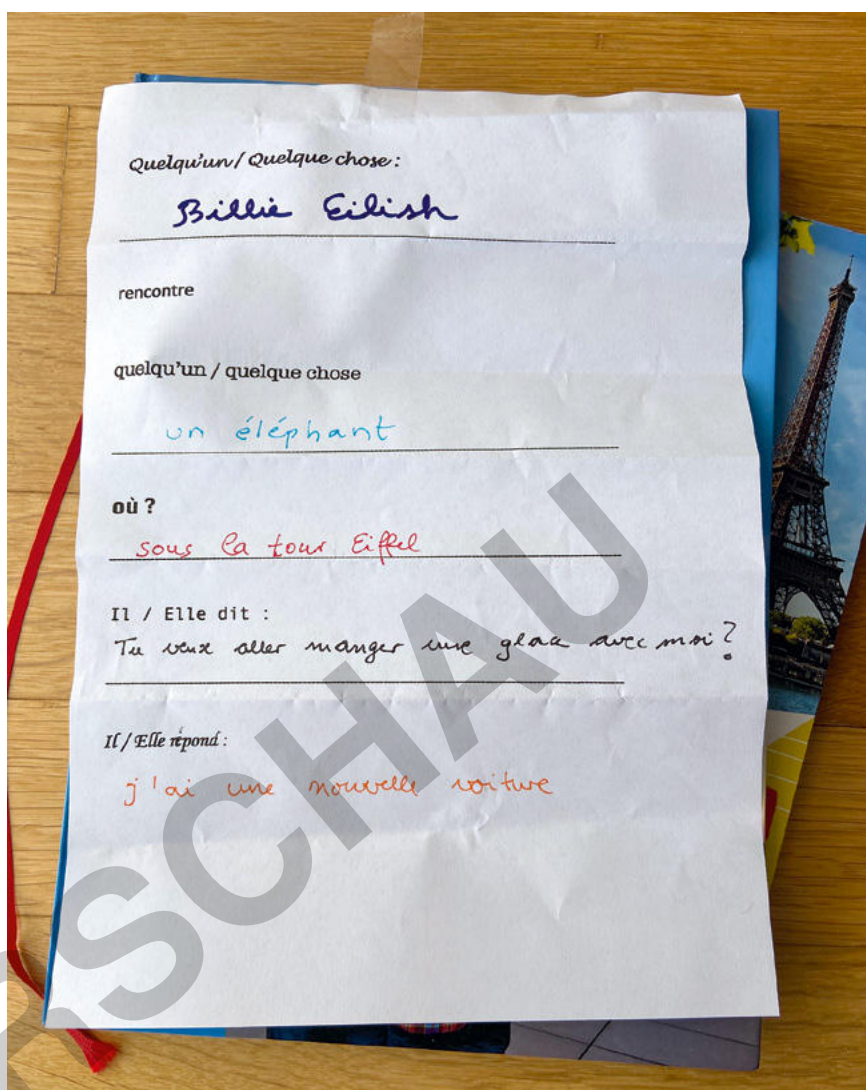 Quelqu'un / Quelque chose :
Billie Eilish
rencontre
quelqu'un / quelque chose
un éléphant
où ?
sous la tour Eiffel
Il / Elle dit :
Tu veux aller manger une glace avec moi ?
Il / Elle répond :
j'ai une nouvelle voiture
RSCHAU